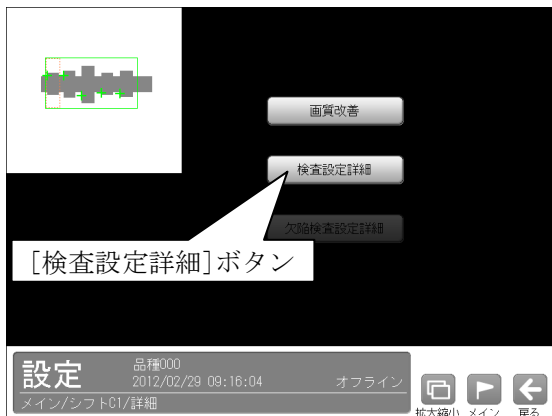 画質改善
検査設定詳細
欠陥検査設定詳細
[検査設定詳細]ボタン
設定
品種000
2012/02/29 09:16:04
オフライン
メイン/シフトC1/詳細
拡大縮小
メイン
戻る